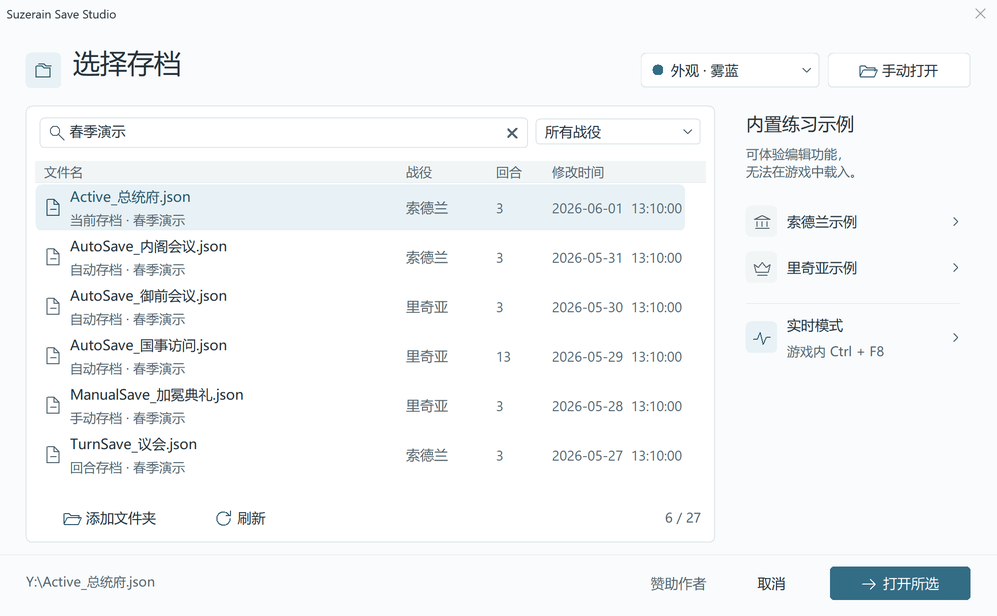 Suzerain Save Studio
选择存档
外观 · 雾蓝
手动打开
春季演示
所有战役
文件名 战役 回合 修改时间
Active_总统府.json
当前存档 · 春季演示
索德兰 3 2026-06-01 13:10:00
AutoSave_内阁会议.json
自动存档 · 春季演示
索德兰 3 2026-05-31 13:10:00
AutoSave_御前会议.json
自动存档 · 春季演示
里奇亚 3 2026-05-30 13:10:00
AutoSave_国事访问.json
自动存档 · 春季演示
里奇亚 13 2026-05-29 13:10:00
ManualSave_加冕典礼.json
手动存档 · 春季演示
里奇亚 3 2026-05-28 13:10:00
TurnSave_议会.json
回合存档 · 春季演示
索德兰 3 2026-05-27 13:10:00
添加文件夹
刷新
6 / 27
内置练习示例
可体验编辑功能，
无法在游戏中载入。
索德兰示例
里奇亚示例
实时模式
游戏内 Ctrl + F8
Y:\Active_总统府.json
赞助作者
取消
打开所选